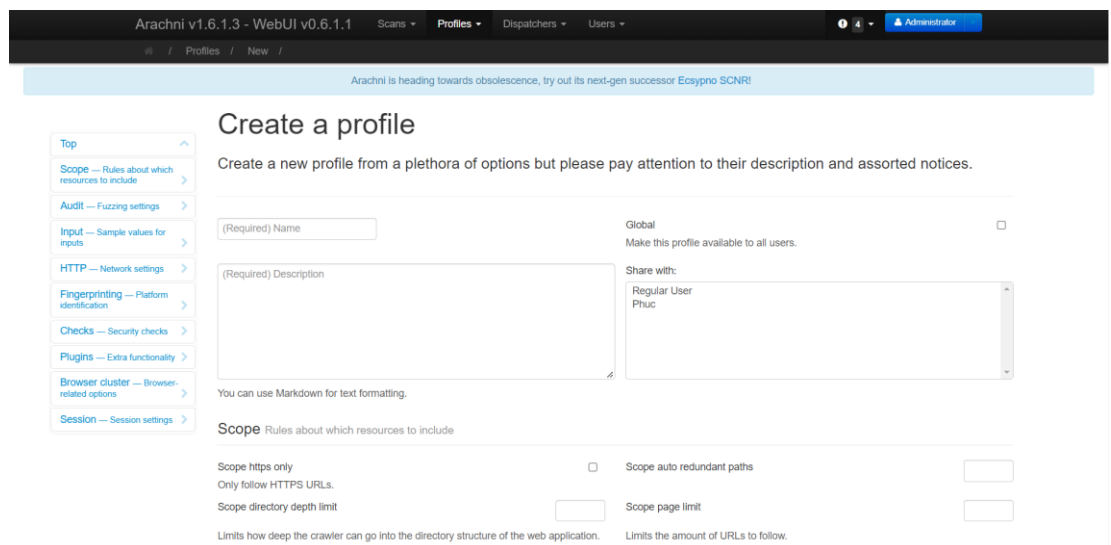 Arachni v1.6.1.3 - WebUI v0.6.1.1 Scans Profiles Dispatchers Users 4 Administrator
/ Profiles / New /
Arachni is heading towards obsolescence, try out its next-gen successor Ecsypno SCNR!
Create a profile
Create a new profile from a plethora of options but please pay attention to their description and assorted notices.
Top
Scope — Rules about which
resources to include
Audit — Fuzzing settings
Input — Sample values for
inputs
HTTP — Network settings
Fingerprinting — Platform
identification
Checks — Security checks
Plugins — Extra functionality
Browser cluster — Browser-
related options
Session — Session settings
(Required) Name
Global
Make this profile available to all users.
(Required) Description
Share with:
Regular User
Phuc
You can use Markdown for text formatting.
Scope Rules about which resources to include
Scope https only
Only follow HTTPS URLs.
Scope auto redundant paths
Scope directory depth limit
Limits how deep the crawler can go into the directory structure of the web application.
Scope page limit
Limits the amount of URLs to follow.